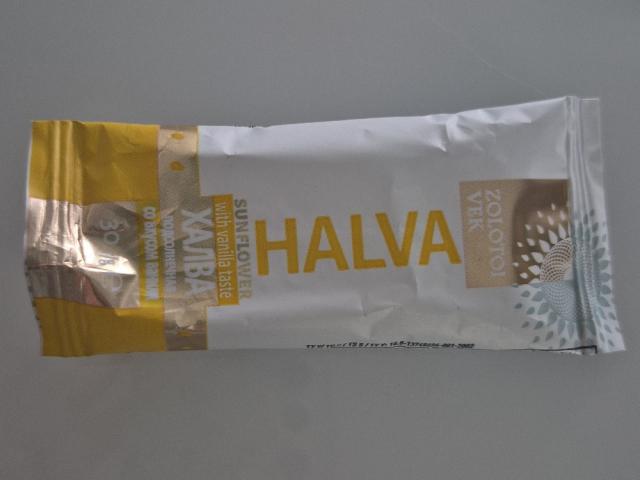 ZOLOTOI
VEK
HALVA
SUNFLOWER
with vanilla taste
ХАЛВА
ПОДСОЛНЕЧНАЯ
СО ВКУСОМ ВАНИЛИ